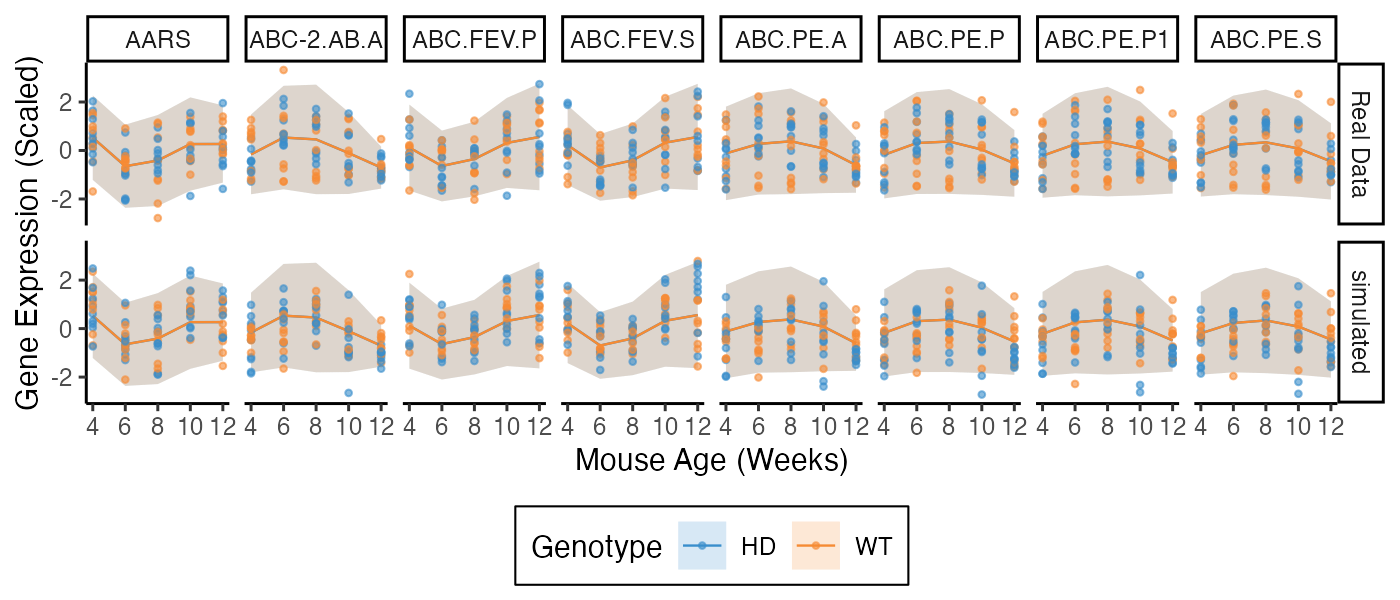 AARS ABC-2.AB.A ABC.FEV.P ABC.FEV.S ABC.PE.A ABC.PE.P ABC.PE.P1 ABC.PE.S
Gene Expression (Scaled)
2
0
-2
Real Data
2
0
-2
simulated
4 6 8 10 12 4 6 8 10 12 4 6 8 10 12 4 6 8 10 12 4 6 8 10 12 4 6 8 10 12 4 6 8 10 12 4 6 8 10 12
Mouse Age (Weeks)
Genotype HD WT